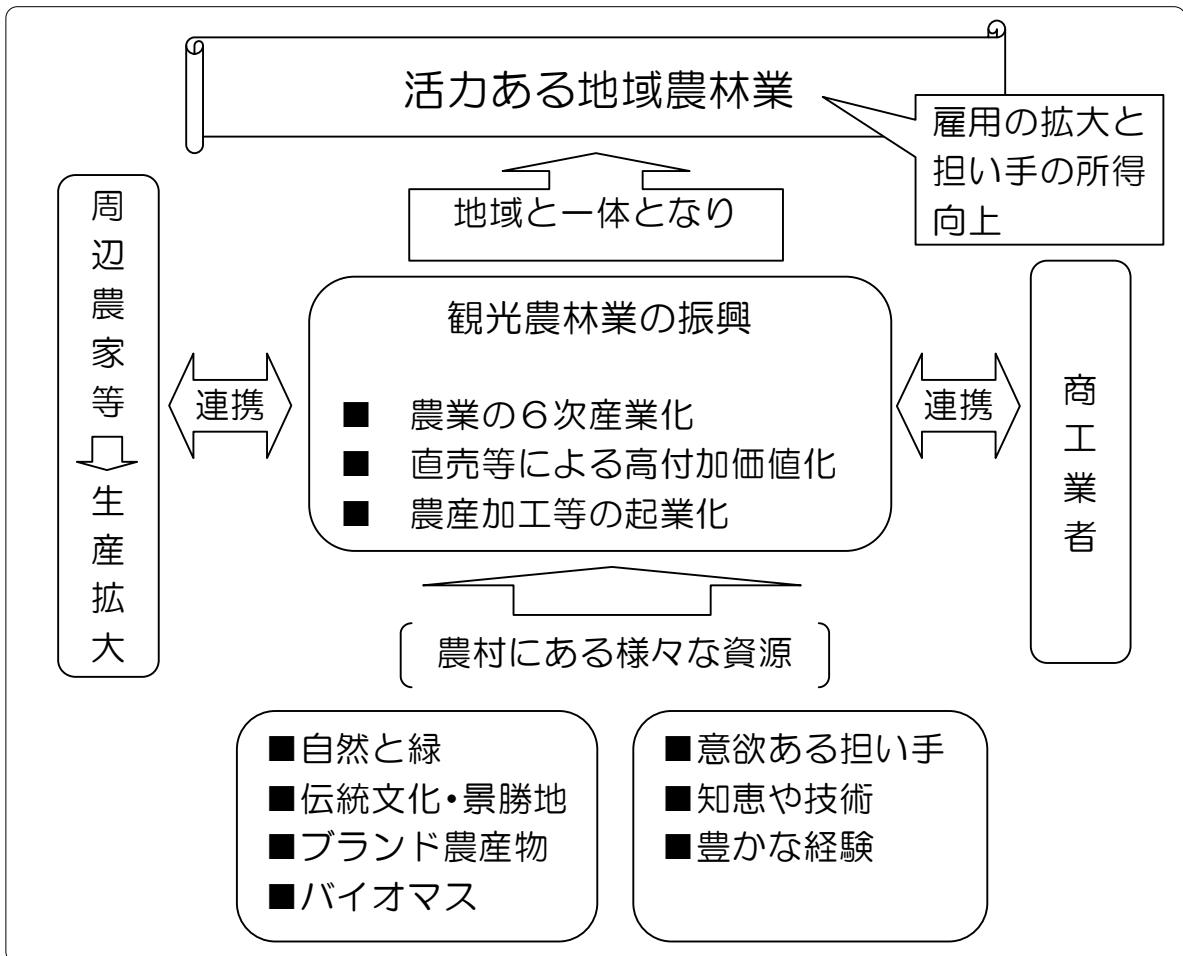 活力ある地域農林業
雇用の拡大と
担い手の所得
向上
地域と一体となり
周辺農家等
生産拡大
連携
観光農林業の振興
■ 農業の6次産業化
■ 直売等による高付加価値化
■ 農産加工等の起業化
連携
商工業者
農村にある様々な資源
■自然と緑
■伝統文化・景勝地
■ブランド農産物
■バイオマス
■意欲ある担い手
■知恵や技術
■豊かな経験